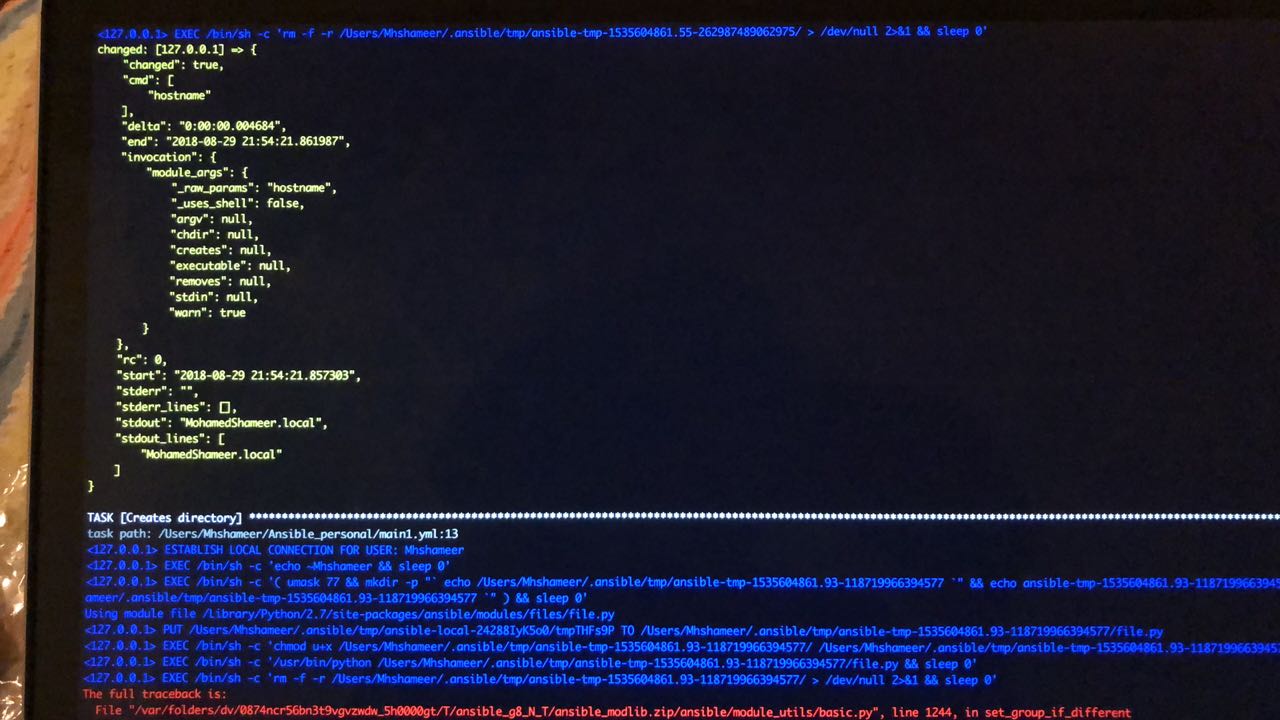 <127.0.0.1> EXEC /bin/sh -c 'rm -f -r /Users/Mhshameer/.ansible/tmp/ansible-tmp-1535604861.55-262987489062975/ > /dev/null 2>&1 && sleep 0'
changed: [127.0.0.1] => {
"changed": true,
"cmd": [
"hostname"
],
"delta": "0:00:00.004684",
"end": "2018-08-29 21:54:21.861987",
"invocation": {
"module_args": {
"_raw_params": "hostname",
"_uses_shell": false,
"argv": null,
"chdir": null,
"creates": null,
"executable": null,
"removes": null,
"stdin": null,
"warn": true
}
},
"rc": 0,
"start": "2018-08-29 21:54:21.857303",
"stderr": "",
"stderr_lines": [],
"stdout": "MohamedShameer.local",
"stdout_lines": [
"MohamedShameer.local"
]
}
TASK [Creates directory] ****************************************************************************************************************************************************************
task path: /Users/Mhshameer/Ansible_personal/main1.yml:13
<127.0.0.1> ESTABLISH LOCAL CONNECTION FOR USER: Mhshameer
<127.0.0.1> EXEC /bin/sh -c 'echo ~Mhshameer && sleep 0'
<127.0.0.1> EXEC /bin/sh -c '( umask 77 && mkdir -p "` echo /Users/Mhshameer/.ansible/tmp/ansible-tmp-1535604861.93-118719966394577 `" && echo ansible-tmp-1535604861.93-1187199663945
ameer/.ansible/tmp/ansible-tmp-1535604861.93-118719966394577 `" ) && sleep 0'
Using module file /Library/Python/2.7/site-packages/ansible/modules/files/file.py
<127.0.0.1> PUT /Users/Mhshameer/.ansible/tmp/ansible-local-24288IyK5o0/tmpTHFs9P TO /Users/Mhshameer/.ansible/tmp/ansible-tmp-1535604861.93-118719966394577/file.py
<127.0.0.1> EXEC /bin/sh -c 'chmod u+x /Users/Mhshameer/.ansible/tmp/ansible-tmp-1535604861.93-118719966394577/ /Users/Mhshameer/.ansible/tmp/ansible-tmp-1535604861.93-118719966394577
<127.0.0.1> EXEC /bin/sh -c '/usr/bin/python /Users/Mhshameer/.ansible/tmp/ansible-tmp-1535604861.93-118719966394577/file.py && sleep 0'
<127.0.0.1> EXEC /bin/sh -c 'rm -f -r /Users/Mhshameer/.ansible/tmp/ansible-tmp-1535604861.93-118719966394577/ > /dev/null 2>&1 && sleep 0'
The full traceback is:
File "/var/folders/dv/0874ncr56bn3t9vgvzwdw_5h0000gt/T/ansible_g8_N_T/ansible_modlib.zip/ansible/module_utils/basic.py", line 1244, in set_group_if_different